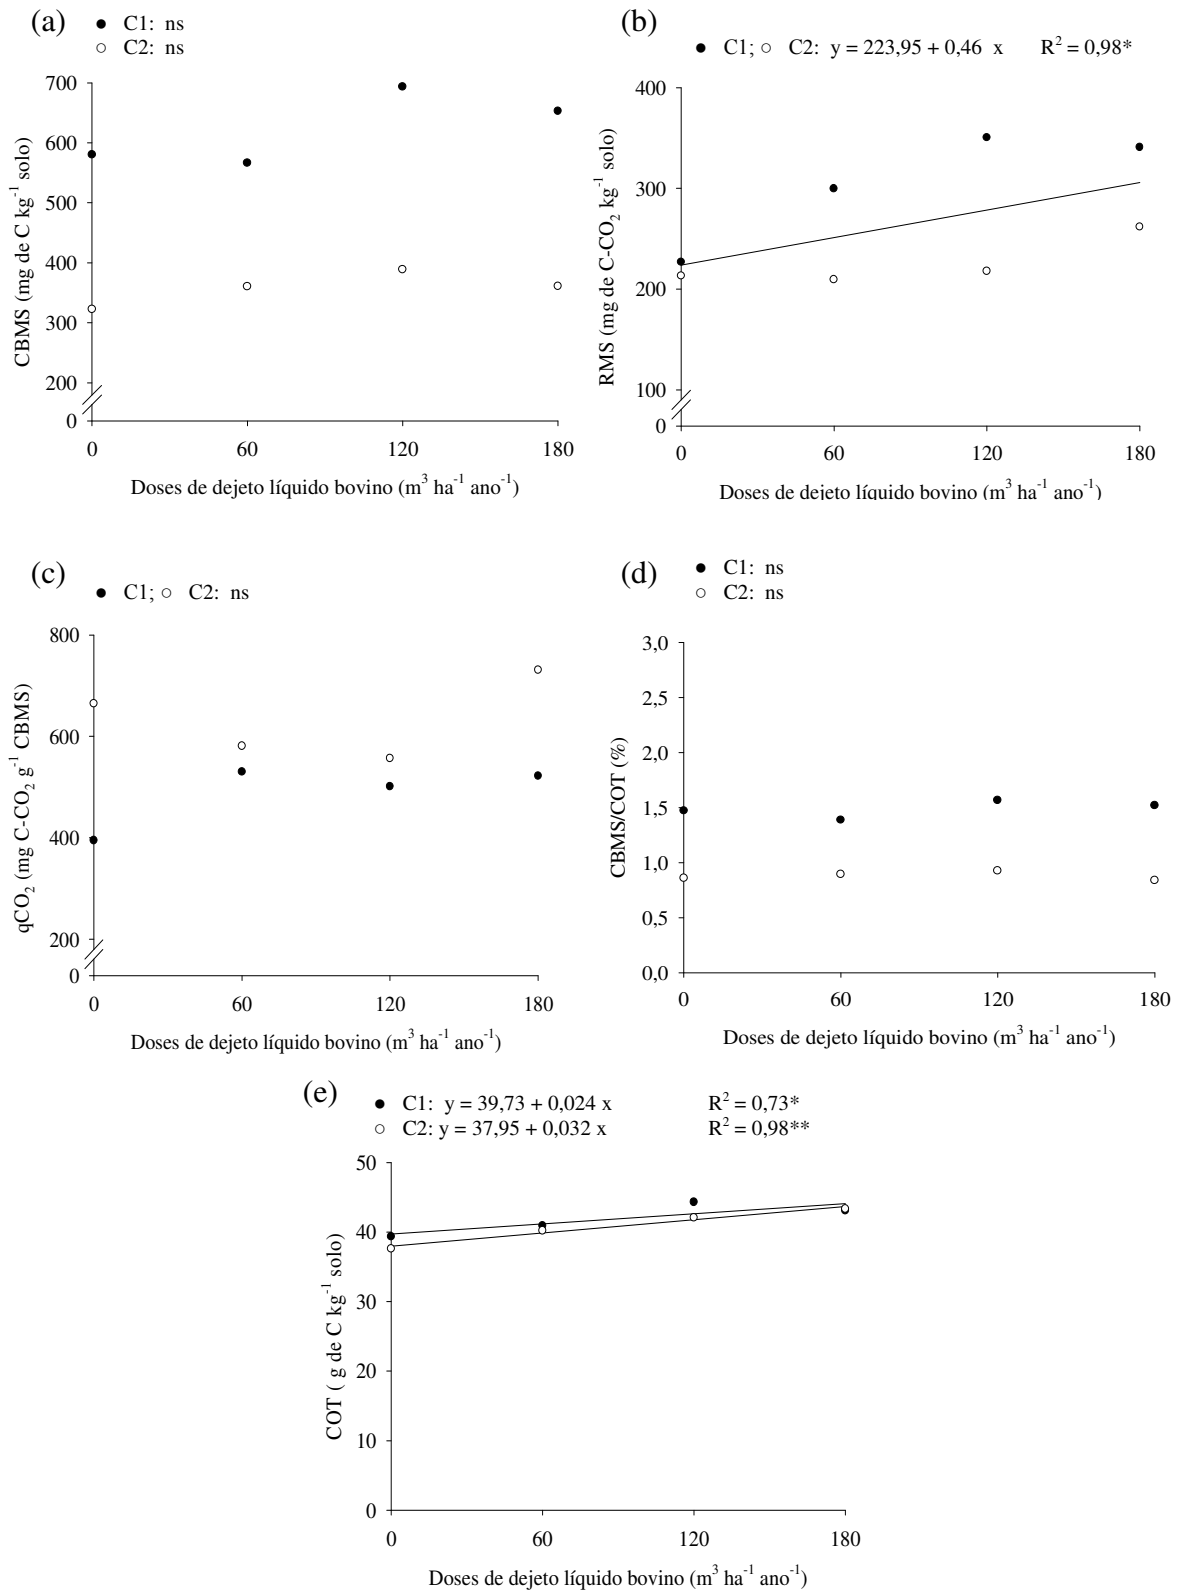 (a)
● C1: ns
○ C2: ns
CBMS (mg de C kg⁻¹ solo)
700
600
500
400
300
200
0
0 60 120 180
Doses de dejeto líquido bovino (m³ ha⁻¹ ano⁻¹)
(b)
● C1; ○ C2: y = 223,95 + 0,46 x R² = 0,98*
RMS (mg de C-CO₂ kg⁻¹ solo)
400
300
200
100
0
0 60 120 180
Doses de dejeto líquido bovino (m³ ha⁻¹ ano⁻¹)
(c)
● C1; ○ C2: ns
qCO₂ (mg C-CO₂ g⁻¹ CBMS)
800
600
400
200
0
0 60 120 180
Doses de dejeto líquido bovino (m³ ha⁻¹ ano⁻¹)
(d)
● C1: ns
○ C2: ns
CBMS/COT (%)
3,0
2,5
2,0
1,5
1,0
0,5
0,0
0 60 120 180
Doses de dejeto líquido bovino (m³ ha⁻¹ ano⁻¹)
(e)
● C1: y = 39,73 + 0,024 x R² = 0,73*
○ C2: y = 37,95 + 0,032 x R² = 0,98**
COT ( g de C kg⁻¹ solo)
50
40
30
20
10
0
0 60 120 180
Doses de dejeto líquido bovino (m³ ha⁻¹ ano⁻¹)